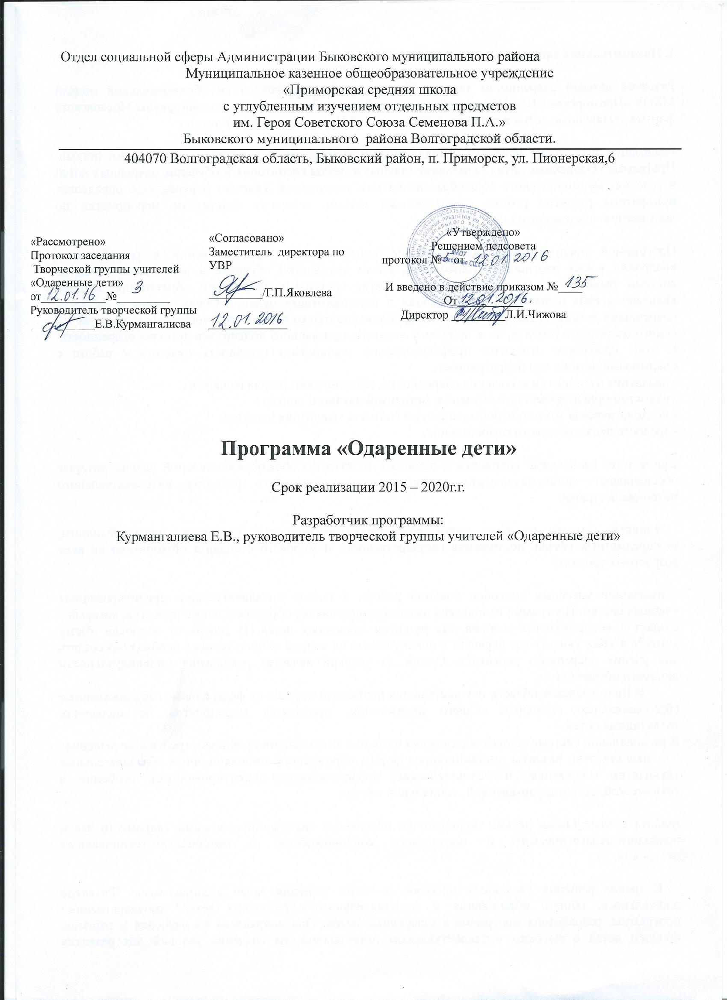 Отдел социальной сферы Администрации Быковского муниципального района
Муниципальное казенное общеобразовательное учреждение
«Приморская средняя школа
с углубленным изучением отдельных предметов
им. Героя Советского Союза Семенова П.А.»
Быковского муниципального района Волгоградской области.
404070 Волгоградская область, Быковский район, п. Приморск, ул. Пионерская,6
«Рассмотрено»
Протокол заседания
Творческой группы учителей
«Одаренные дети»
от 12.01.16 № 3
Руководитель творческой группы
Е.В.Курмангалиева
«Согласовано»
Заместитель директора по
УВР
/Г.П.Яковлева
12.01.2016
«Утверждено»
Решением педсовета
протокол № 5 от 12.01.2016
И введено в действие приказом № 135
От 12.01.2016.
Директор Л.И.Чижова
МКОУ
«Приморская СШ»
Программа «Одаренные дети»
Срок реализации 2015 – 2020г.г.
Разработчик программы:
Курмангалиева Е.В., руководитель творческой группы учителей «Одаренные дети»